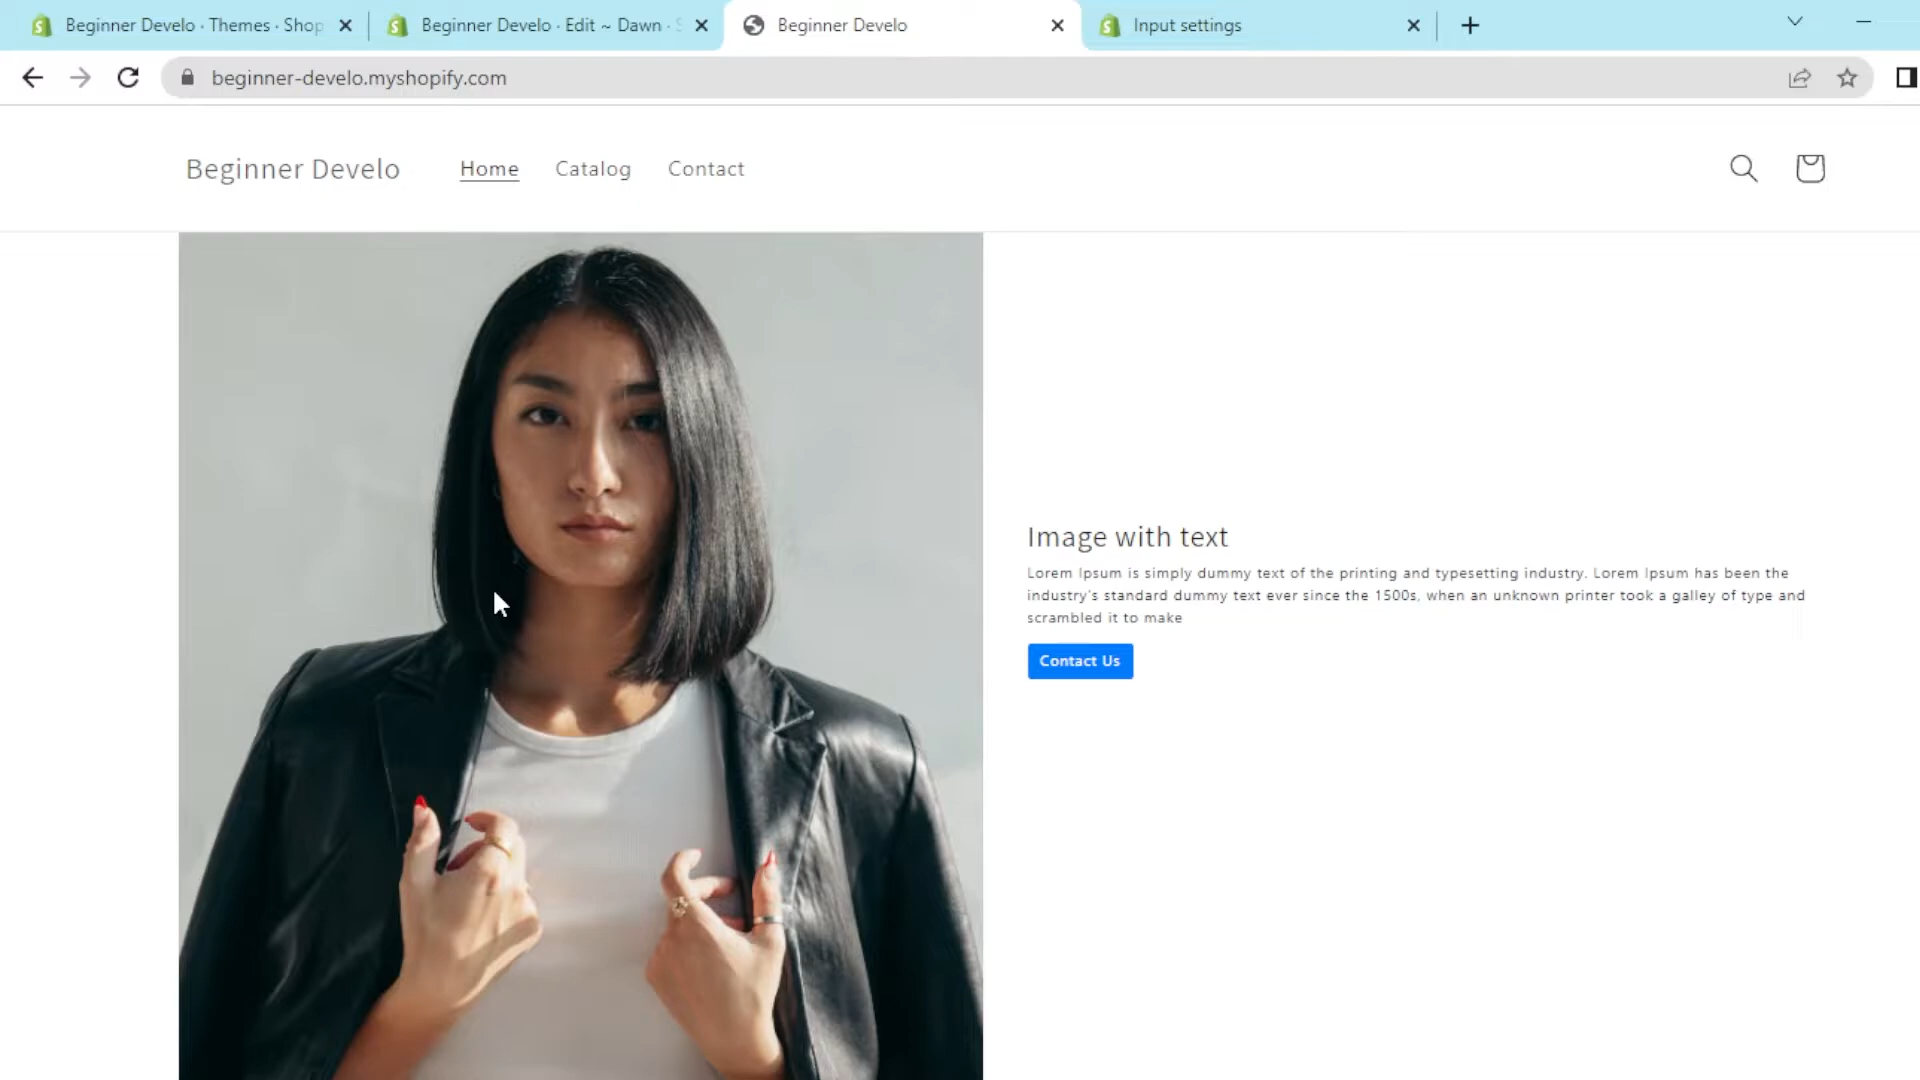 Beginner Develo · Themes · Shop
Beginner Develo · Edit ~ Dawn ·
Beginner Develo
Input settings
beginner-develo.myshopify.com
Beginner Develo
Home
Catalog
Contact
Image with text
Lorem Ipsum is simply dummy text of the printing and typesetting industry. Lorem Ipsum has been the
industry's standard dummy text ever since the 1500s, when an unknown printer took a galley of type and
scrambled it to make
Contact Us